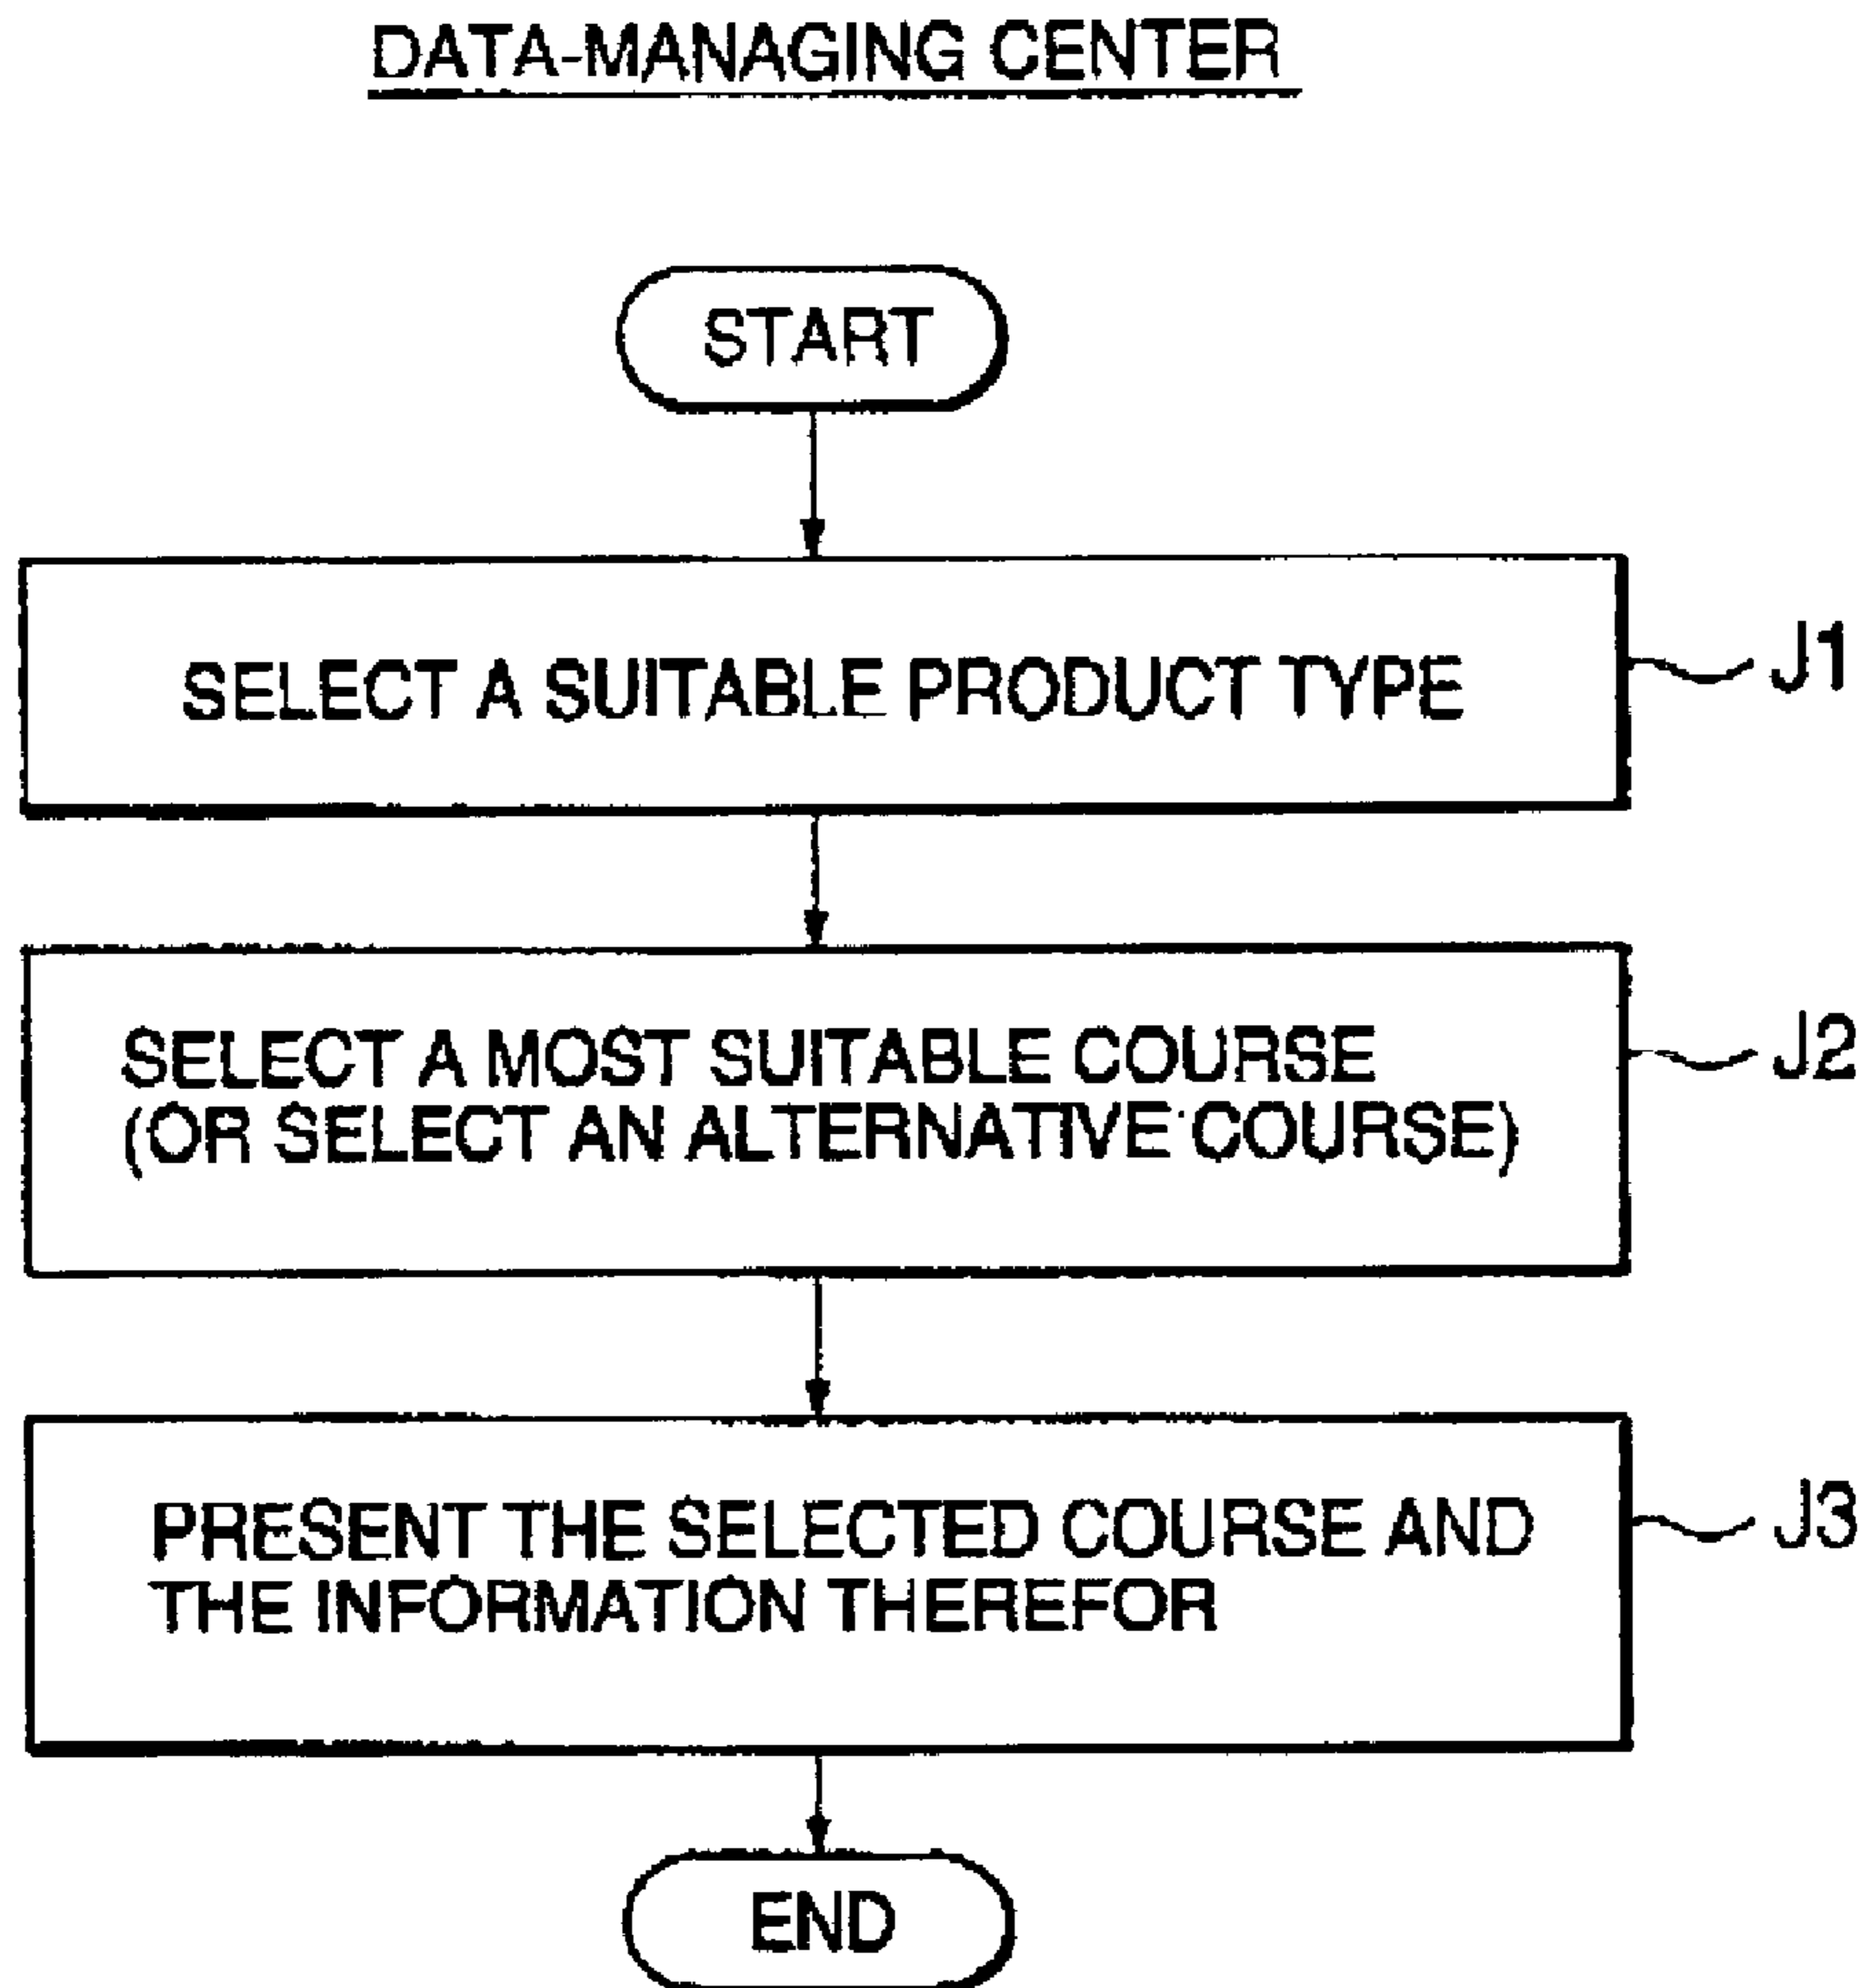 DATA-MANAGING CENTER
START
SELECT A SUITABLE PRODUCT TYPE
J1
SELECT A MOST SUITABLE COURSE
(OR SELECT AN ALTERNATIVE COURSE)
J2
PRESENT THE SELECTED COURSE AND
THE INFORMATION THEREFOR
J3
END